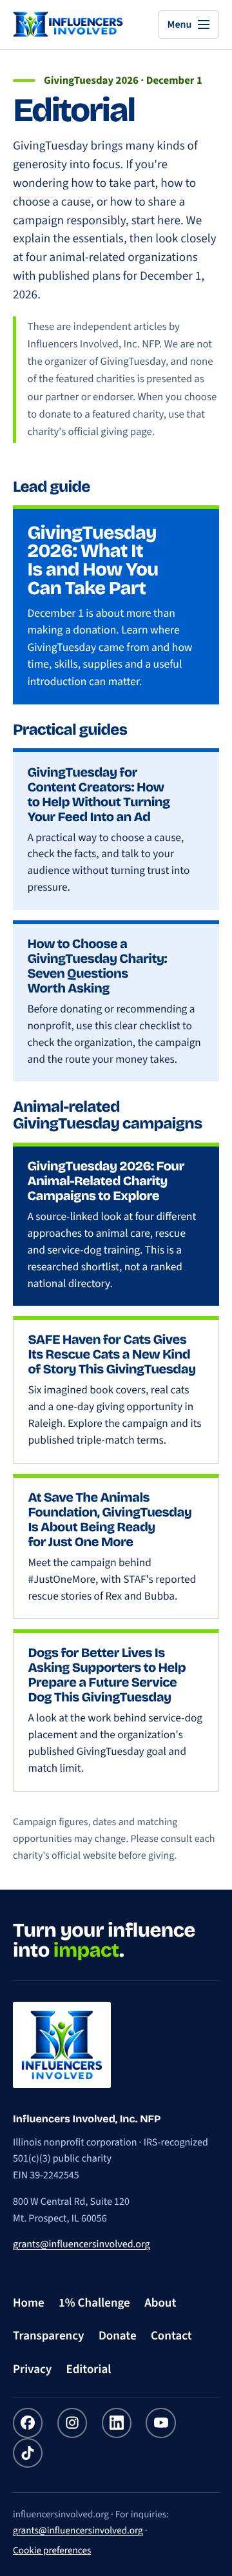 INFLUENCERS
INVOLVED
Menu
GivingTuesday 2026 · December 1
Editorial
GivingTuesday brings many kinds of
generosity into focus. If you're
wondering how to take part, how to
choose a cause, or how to share a
campaign responsibly, start here. We
explain the essentials, then look closely
at four animal-related organizations
with published plans for December 1,
2026.
These are independent articles by
Influencers Involved, Inc. NFP. We are not
the organizer of GivingTuesday, and none
of the featured charities is presented as
our partner or endorser. When you choose
to donate to a featured charity, use that
charity's official giving page.
Lead guide
GivingTuesday
2026: What It
Is and How You
Can Take Part
December 1 is about more than
making a donation. Learn where
GivingTuesday came from and how
time, skills, supplies and a useful
introduction can matter.
Practical guides
GivingTuesday for
Content Creators: How
to Help Without Turning
Your Feed Into an Ad
A practical way to choose a cause,
check the facts, and talk to your
audience without turning trust into
pressure.
How to Choose a
GivingTuesday Charity:
Seven Questions
Worth Asking
Before donating or recommending a
nonprofit, use this clear checklist to
check the organization, the campaign
and the route your money takes.
Animal-related
GivingTuesday campaigns
GivingTuesday 2026: Four
Animal-Related Charity
Campaigns to Explore
A source-linked look at four different
approaches to animal care, rescue
and service-dog training. This is a
researched shortlist, not a ranked
national directory.
SAFE Haven for Cats Gives
Its Rescue Cats a New Kind
of Story This GivingTuesday
Six imagined book covers, real cats
and a one-day giving opportunity in
Raleigh. Explore the campaign and its
published triple-match terms.
At Save The Animals
Foundation, GivingTuesday
Is About Being Ready
for Just One More
Meet the campaign behind
#JustOneMore, with STAF's reported
rescue stories of Rex and Bubba.
Dogs for Better Lives Is
Asking Supporters to Help
Prepare a Future Service
Dog This GivingTuesday
A look at the work behind service-dog
placement and the organization's
published GivingTuesday goal and
match limit.
Campaign figures, dates and matching
opportunities may change. Please consult each
charity's official website before giving.
Turn your influence
into impact.
INFLUENCERS
INVOLVED
Influencers Involved, Inc. NFP
Illinois nonprofit corporation · IRS-recognized
501(c)(3) public charity
EIN 39-2242545
800 W Central Rd, Suite 120
Mt. Prospect, IL 60056
grants@influencersinvolved.org
Home 1% Challenge About
Transparency Donate Contact
Privacy Editorial
influencersinvolved.org · For inquiries:
grants@influencersinvolved.org ·
Cookie preferences